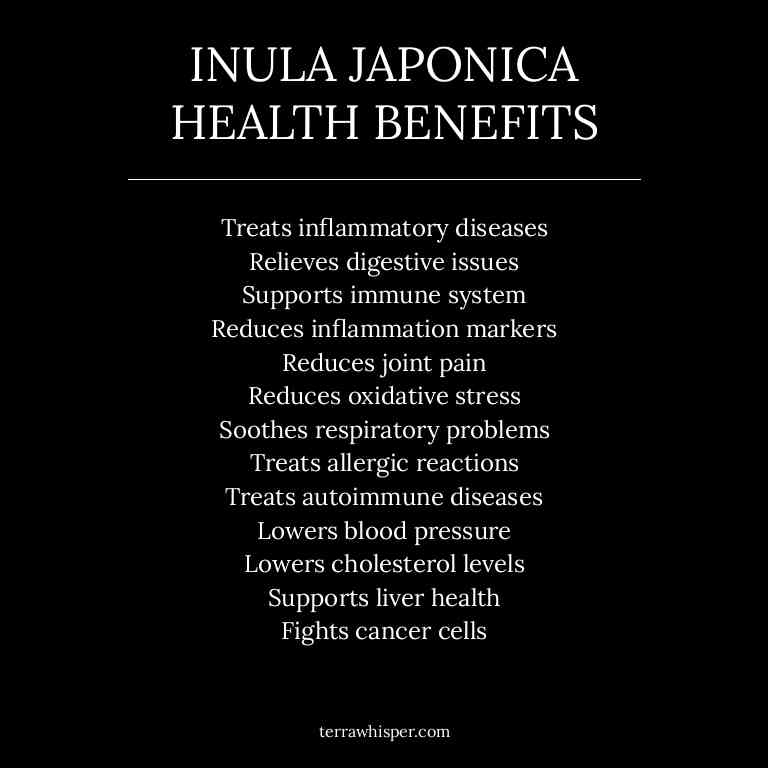 INULA JAPONICA
HEALTH BENEFITS
Treats inflammatory diseases
Relieves digestive issues
Supports immune system
Reduces inflammation markers
Reduces joint pain
Reduces oxidative stress
Soothes respiratory problems
Treats allergic reactions
Treats autoimmune diseases
Lowers blood pressure
Lowers cholesterol levels
Supports liver health
Fights cancer cells
terrawhisper.com